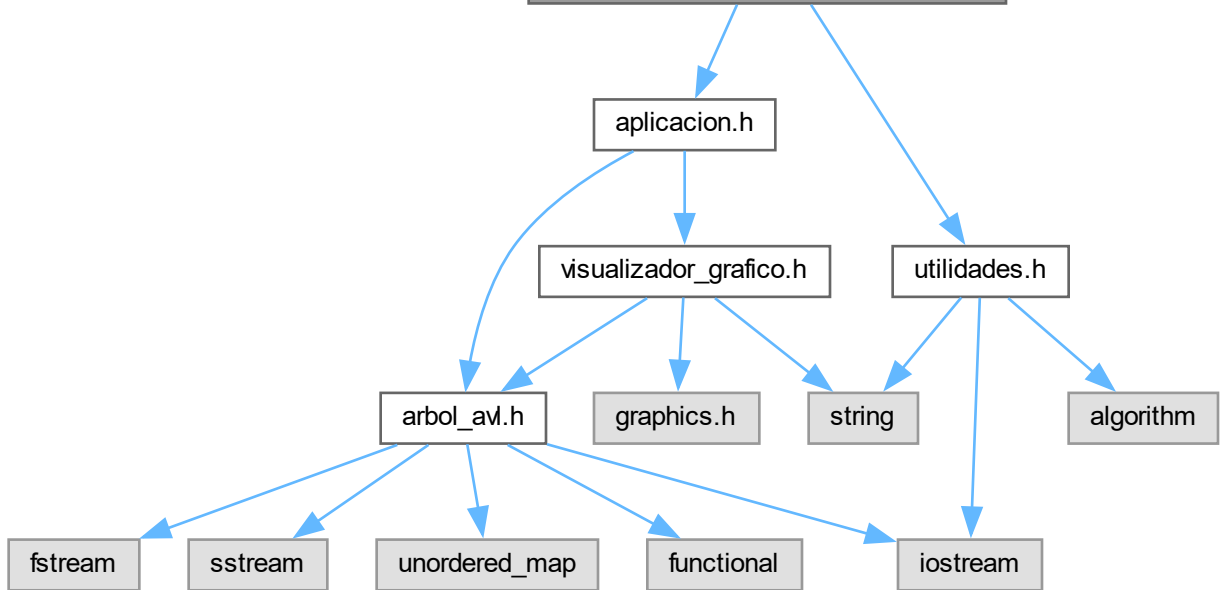 aplicacion.h
visualizador_grafico.h
utilidades.h
arbol_avl.h
graphics.h
string
algorithm
fstream
sstream
unordered_map
functional
iostream